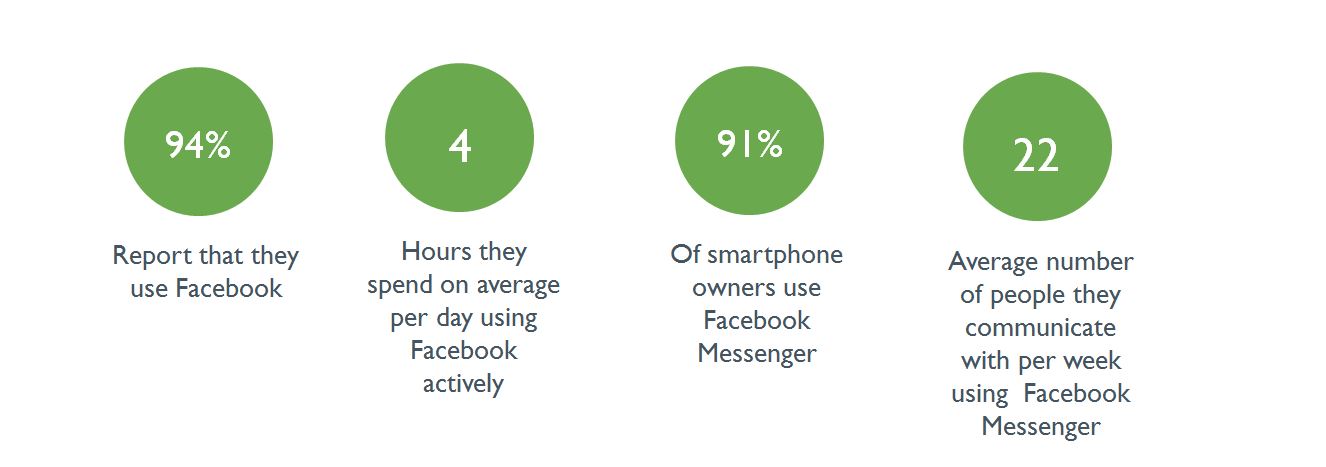 94%
Report that they
use Facebook
4
Hours they
spend on average
per day using
Facebook
actively
91%
Of smartphone
owners use
Facebook
Messenger
22
Average number
of people they
communicate
with per week
using  Facebook
Messenger